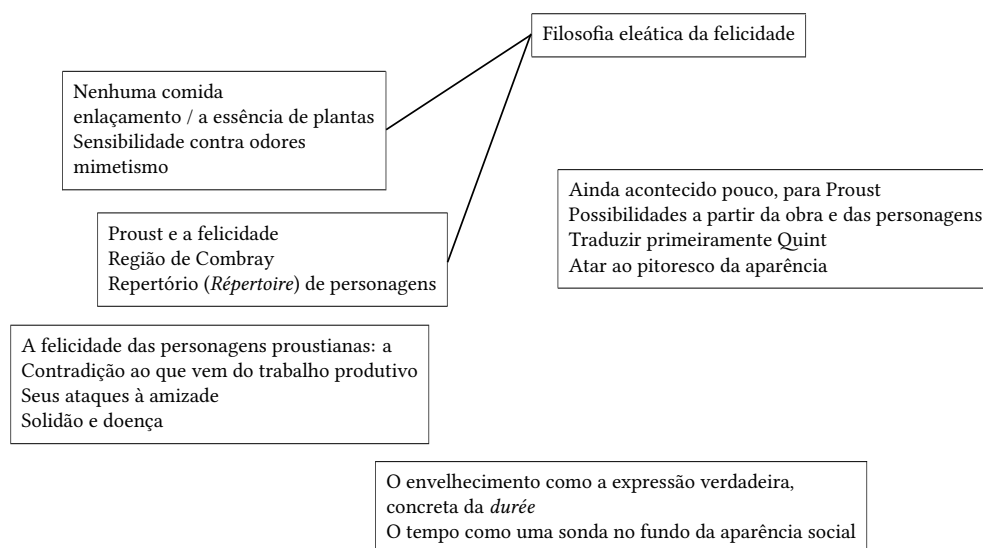 Filosofia eleática da felicidade
Nenhuma comida
enlaçamento / a essência de plantas
Sensibilidade contra odores
mimetismo
Ainda acontecido pouco, para Proust
Possibilidades a partir da obra e das personagens
Traduzir primeiramente Quint
Atar ao pitoresco da aparência
Proust e a felicidade
Região de Combray
Repertório (Répertoire) de personagens
A felicidade das personagens proustianas: a
Contradição ao que vem do trabalho produtivo
Seus ataques à amizade
Solidão e doença
O envelhecimento como a expressão verdadeira,
concreta da durée
O tempo como uma sonda no fundo da aparência social